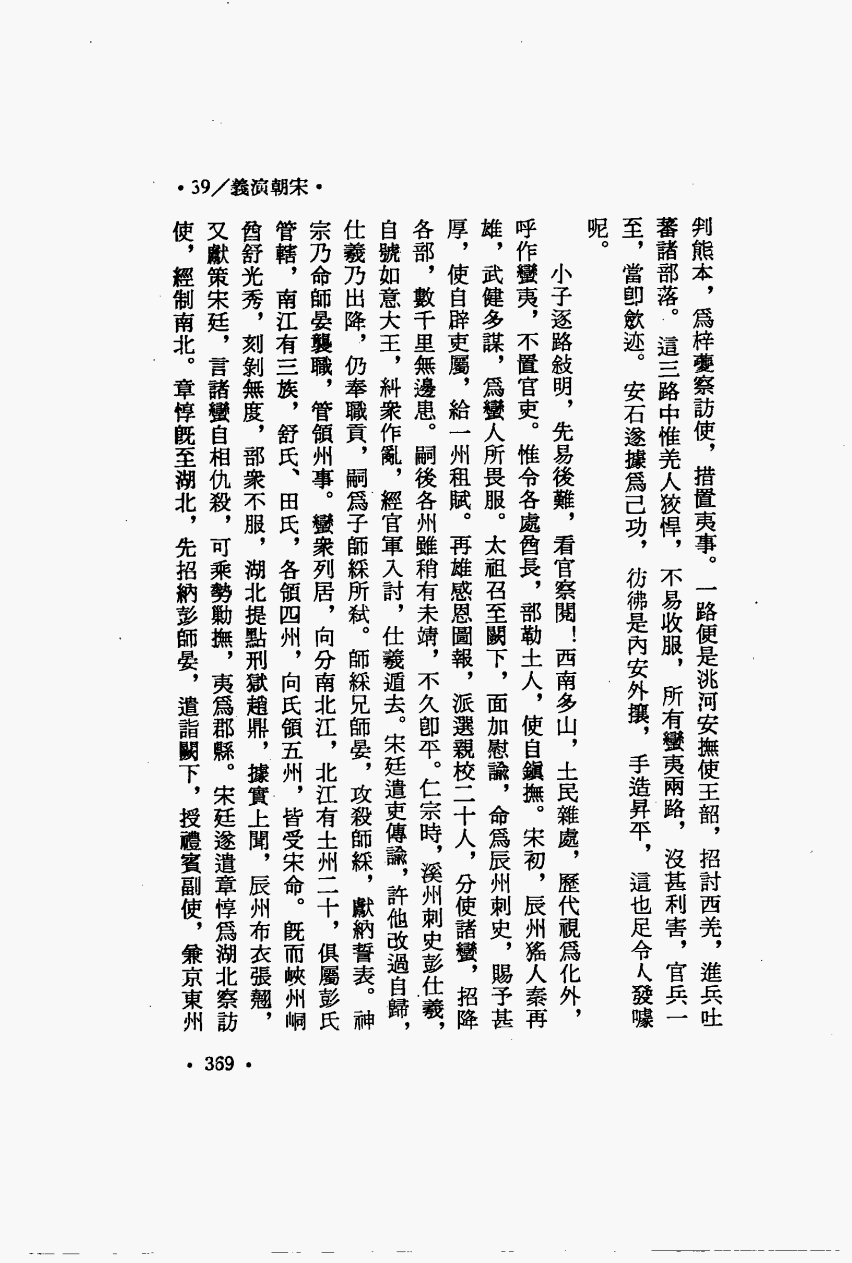 •39/義演朝宋•
判熊本，爲梓夔察訪使，措置夷事。一路便是洮河安撫使王韶，招討西羌，進兵吐
蕃諸部落。這三路中惟羌人狡悍，不易收服，所有蠻夷兩路，沒甚利害，官兵一
至，當卽斂迹。安石遂據爲己功，彷彿是內安外攘，手造昇平，這也足令人發噱
呢。
小子逐路敍明，先易後難，看官察閱！西南多山，土民雜處，歷代視爲化外，
呼作蠻夷，不置官吏。惟令各處酋長，部勒土人，使自鎭撫。宋初，辰州猺人秦再
雄，武健多謀，爲蠻人所畏服。太祖召至闕下，面加慰諭，命爲辰州刺史，賜予甚
厚，使自辟吏屬，給一州租賦。再雄感恩圖報，派選親校二十人，分使諸蠻，招降
各部，數千里無邊患。嗣後各州雖稍有未靖，不久卽平。仁宗時，溪州刺史彭仕羲，
自號如意大王，糾衆作亂，經官軍入討，仕羲遁去。宋廷遣吏傳諭，許他改過自歸，
仕羲乃出降，仍奉職貢，嗣爲子師綵所弒。師綵兄師晏，攻殺師綵，獻納誓表。神
宗乃命師晏襲職，管領州事。蠻衆列居，向分南北江，北江有土州二十，俱屬彭氏
管轄，南江有三族，舒氏、田氏，各領四州，向氏領五州，皆受宋命。旣而峽州峒
酋舒光秀，刻剝無度，部衆不服，湖北提點刑獄趙鼎，據實上聞，辰州布衣張翹，
又獻策宋廷，言諸蠻自相仇殺，可乘勢勦撫，夷爲郡縣。宋廷遂遣章惇爲湖北察訪
使，經制南北。章惇旣至湖北，先招納彭師晏，遣詣闕下，授禮賓副使，兼京東州
•369•